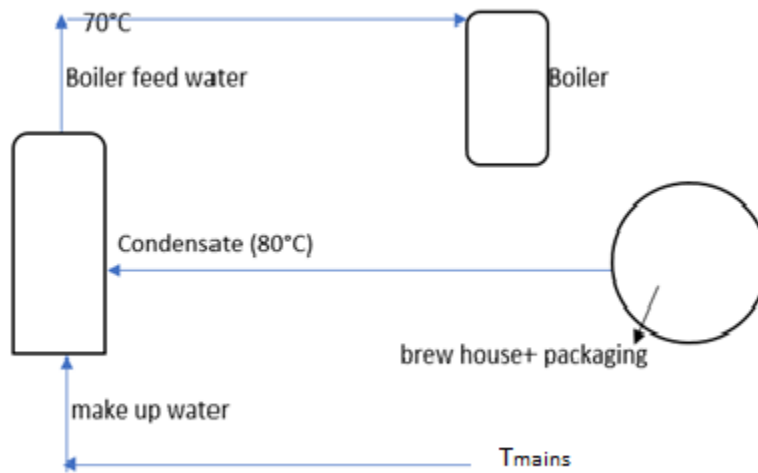 70°C
Boiler feed water
Boiler
Condensate (80°C)
brew house+ packaging
make up water
Tmains